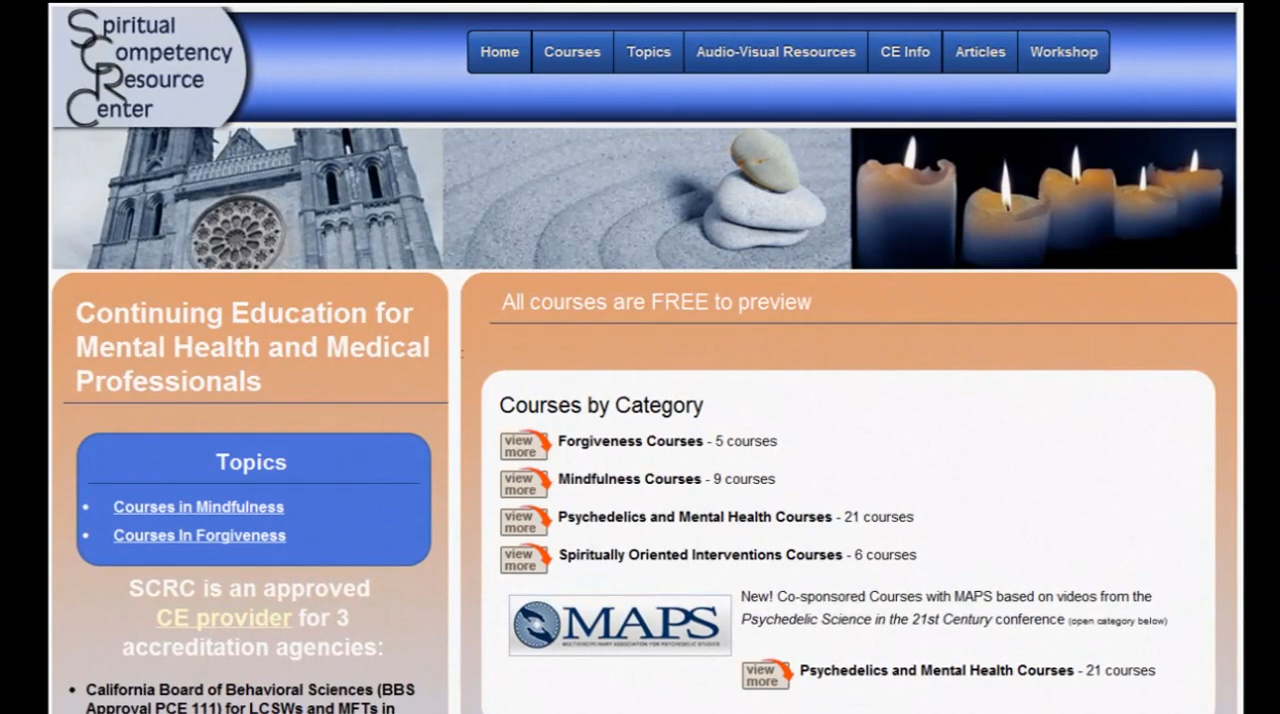 Spiritual
Competency
Resource
Center
Home Courses Topics Audio-Visual Resources CE Info Articles Workshop
Continuing Education for
Mental Health and Medical
Professionals
Topics
• Courses in Mindfulness
• Courses In Forgiveness
SCRC is an approved
CE provider for 3
accreditation agencies:
• California Board of Behavioral Sciences (BBS
Approval PCE 111) for LCSWs and MFTs in
All courses are FREE to preview
:
Courses by Category
view more Forgiveness Courses - 5 courses
view more Mindfulness Courses - 9 courses
view more Psychedelics and Mental Health Courses - 21 courses
view more Spiritually Oriented Interventions Courses - 6 courses
MAPS
MULTIDISCIPLINARY ASSOCIATION FOR PSYCHEDELIC STUDIES
New! Co-sponsored Courses with MAPS based on videos from the
Psychedelic Science in the 21st Century conference (open category below)
view more Psychedelics and Mental Health Courses - 21 courses